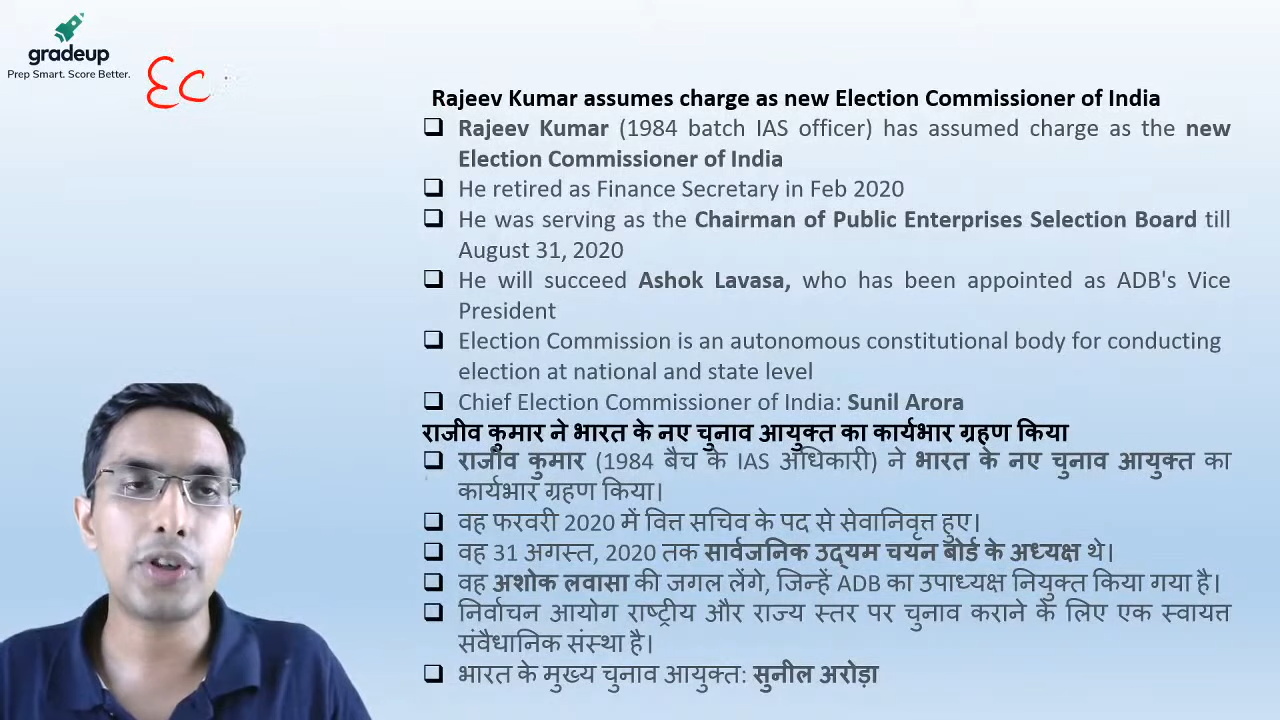 gradeup
Prep Smart. Score Better.
EC
Rajeev Kumar assumes charge as new Election Commissioner of India
Rajeev Kumar (1984 batch IAS officer) has assumed charge as the new
Election Commissioner of India
He retired as Finance Secretary in Feb 2020
He was serving as the Chairman of Public Enterprises Selection Board till
August 31, 2020
He will succeed Ashok Lavasa, who has been appointed as ADB's Vice
President
Election Commission is an autonomous constitutional body for conducting
election at national and state level
Chief Election Commissioner of India: Sunil Arora
राजीव कुमार ने भारत के नए चुनाव आयुक्त का कार्यभार ग्रहण किया
राजीव कुमार (1984 बैच के IAS अधिकारी) ने भारत के नए चुनाव आयुक्त का
कार्यभार ग्रहण किया।
वह फरवरी 2020 में वित्त सचिव के पद से सेवानिवृत्त हुए।
वह 31 अगस्त, 2020 तक सार्वजनिक उद्यम चयन बोर्ड के अध्यक्ष थे।
वह अशोक लवासा की जगल लेंगे, जिन्हें ADB का उपाध्यक्ष नियुक्त किया गया है।
निर्वाचन आयोग राष्ट्रीय और राज्य स्तर पर चुनाव कराने के लिए एक स्वायत्त
संवैधानिक संस्था है।
भारत के मुख्य चुनाव आयुक्त: सुनील अरोड़ा